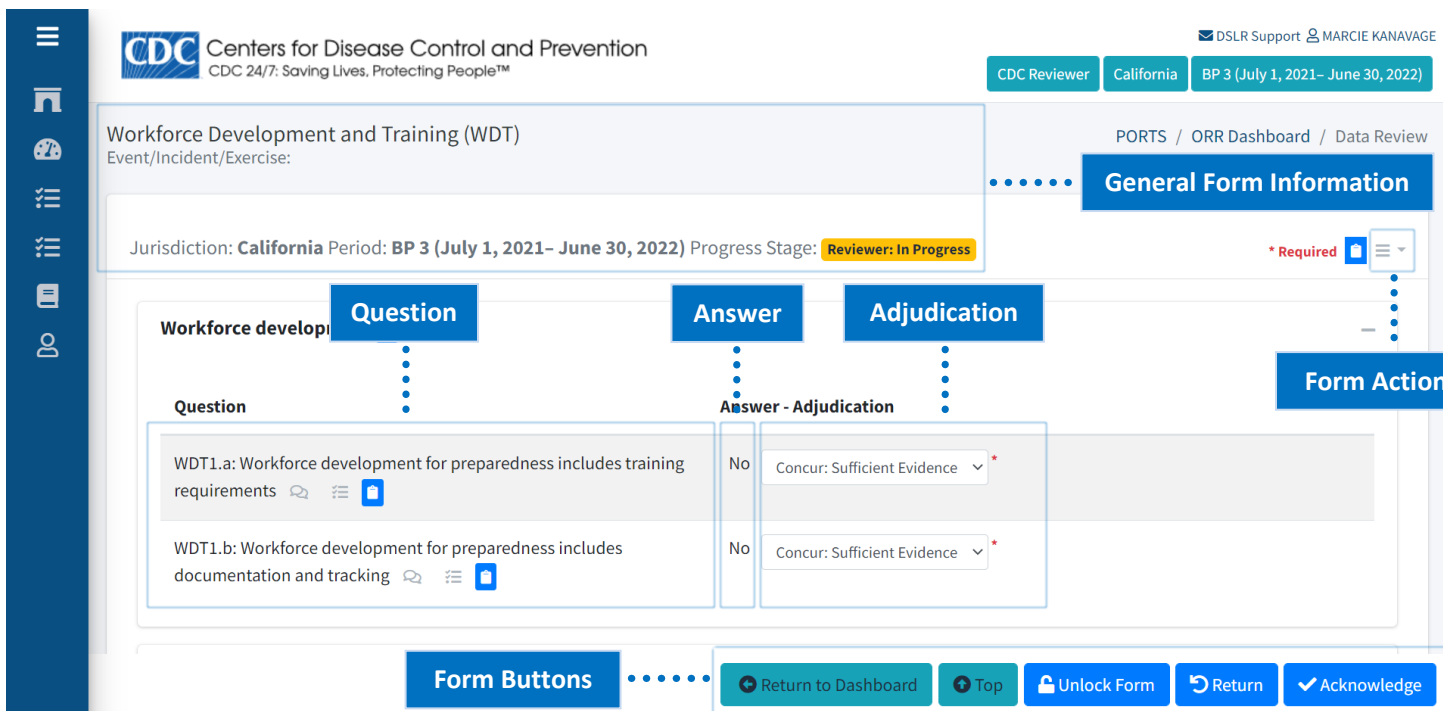 CDC Centers for Disease Control and Prevention
CDC 24/7: Saving Lives, Protecting People™
DSLR Support MARCIE KANAVAGE
CDC Reviewer California BP 3 (July 1, 2021– June 30, 2022)
Workforce Development and Training (WDT)
Event/Incident/Exercise:
PORTS / ORR Dashboard / Data Review
General Form Information
Jurisdiction: California Period: BP 3 (July 1, 2021– June 30, 2022) Progress Stage: Reviewer: In Progress
* Required
Question Answer Adjudication
Workforce develop
Form Action
Question Answer - Adjudication
WDT1.a: Workforce development for preparedness includes training
requirements
No Concur: Sufficient Evidence *
WDT1.b: Workforce development for preparedness includes
documentation and tracking
No Concur: Sufficient Evidence *
Form Buttons
Return to Dashboard Top Unlock Form Return Acknowledge